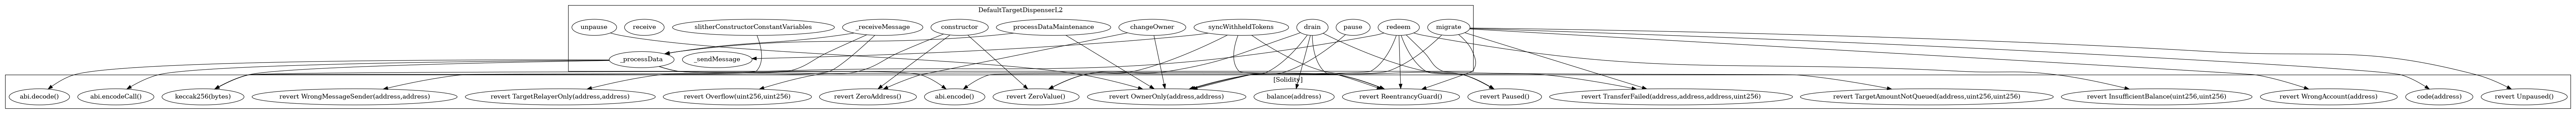 DefaultTargetDispenserL2
unpause
receive
slitherConstructorConstantVariables
_receiveMessage
constructor
processDataMaintenance
changeOwner
syncWithheldTokens
drain
pause
redeem
migrate
_processData
_sendMessage
[Solidity]
abi.decode()
abi.encodeCall()
keccak256(bytes)
revert WrongMessageSender(address,address)
revert TargetRelayerOnly(address,address)
revert Overflow(uint256,uint256)
revert ZeroAddress()
abi.encode()
revert ZeroValue()
revert OwnerOnly(address,address)
balance(address)
revert ReentrancyGuard()
revert Paused()
revert TransferFailed(address,address,address,uint256)
revert TargetAmountNotQueued(address,uint256,uint256)
revert InsufficientBalance(uint256,uint256)
revert WrongAccount(address)
code(address)
revert Unpaused()